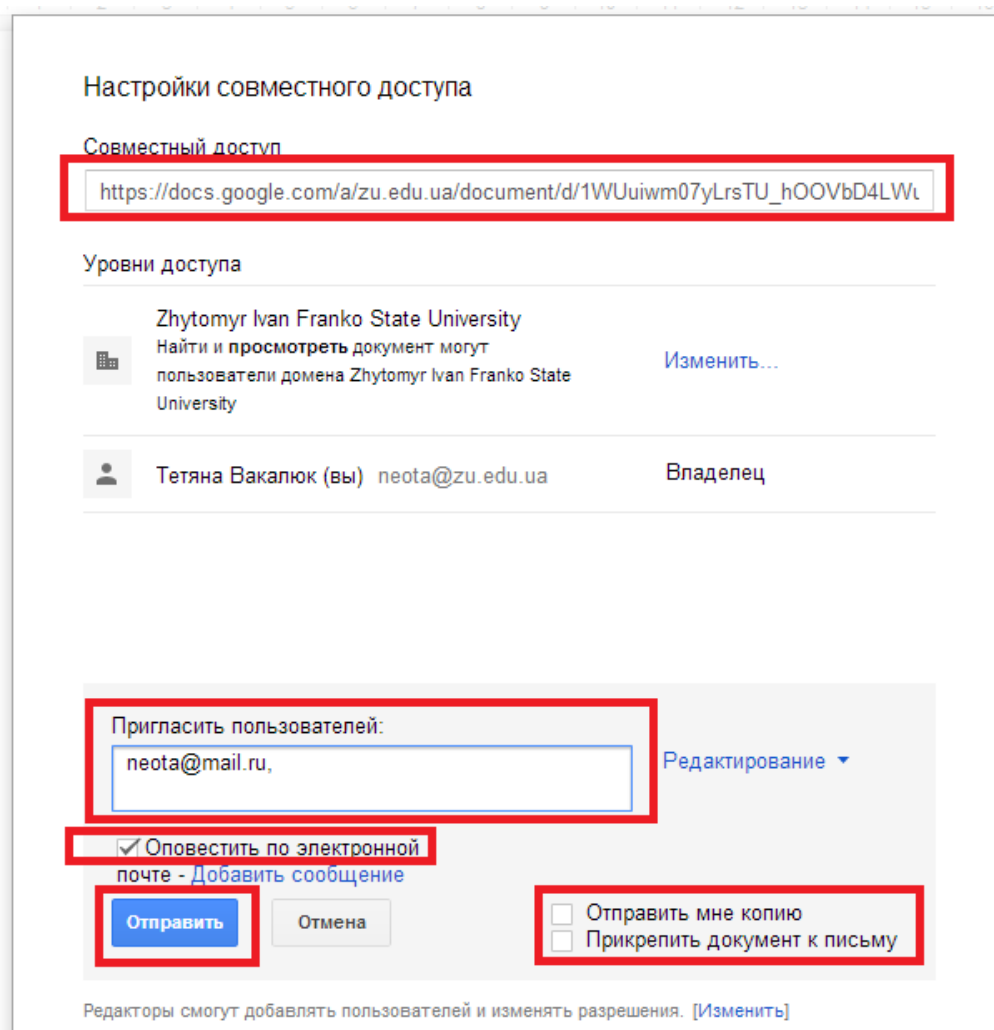 Настройки совместного доступа
Совместный доступ
https://docs.google.com/a/zu.edu.ua/document/d/1WUuiwm07yLrsTU_hOOVbD4LWu
Уровни доступа
Zhytomyr Ivan Franko State University
Найти и просмотреть документ могут
пользователи домена Zhytomyr Ivan Franko State
University
Изменить...
Тетяна Вакалюк (вы) neota@zu.edu.ua Владелец
Пригласить пользователей:
neota@mail.ru,
Редактирование
Оповестить по электронной
почте - Добавить сообщение
Отправить Отмена
Отправить мне копию
Прикрепить документ к письму
Редакторы смогут добавлять пользователей и изменять разрешения. [Изменить]